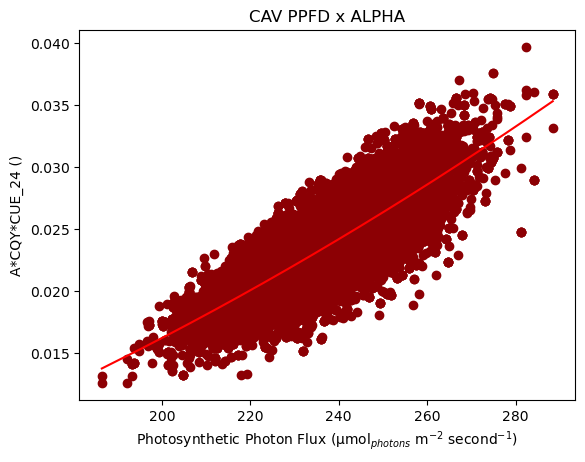 CAV PPFD x ALPHA
0.040
0.035
0.030
0.025
0.020
0.015
A*CQY*CUE_24 ()
200 220 240 260 280
Photosynthetic Photon Flux (μmol$_{photons}$ m$^{-2}$ second$^{-1}$)